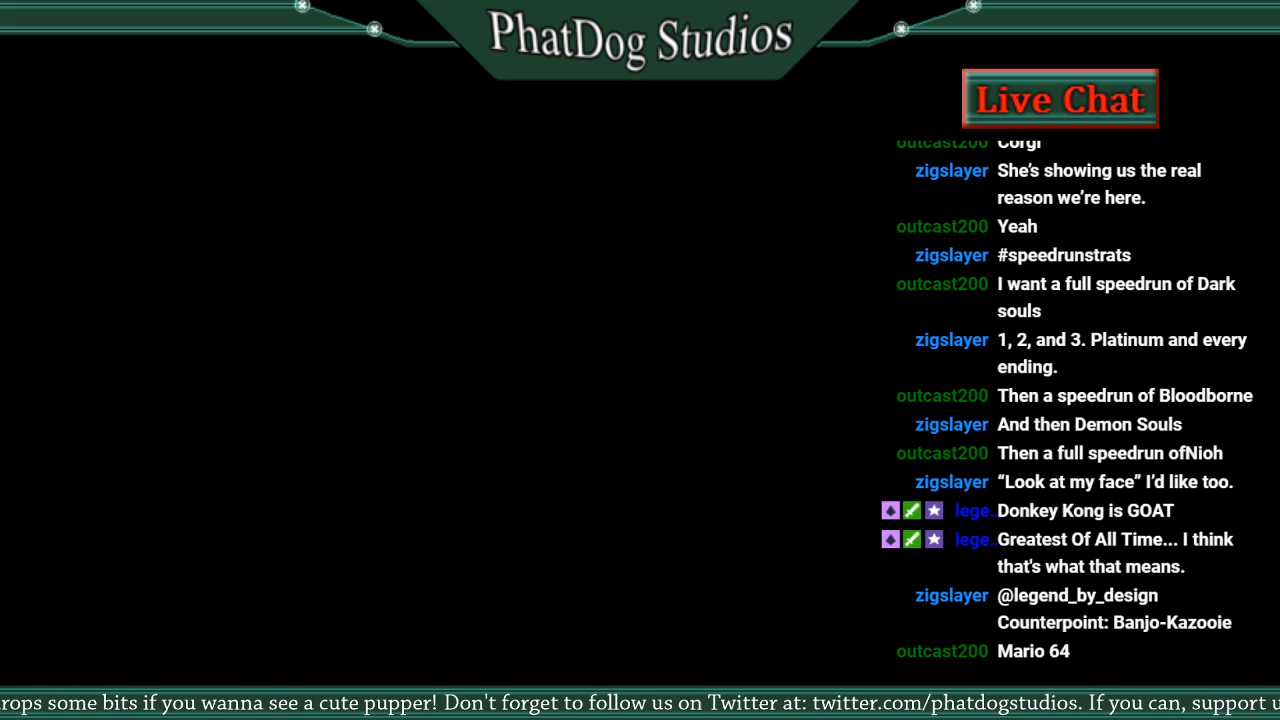 PhatDog Studios
Live Chat
outcast200 Corgi
zigslayer She’s showing us the real
reason we’re here.
outcast200 Yeah
zigslayer #speedrunstrats
outcast200 I want a full speedrun of Dark
souls
zigslayer 1, 2, and 3. Platinum and every
ending.
outcast200 Then a speedrun of Bloodborne
zigslayer And then Demon Souls
outcast200 Then a full speedrun ofNioh
zigslayer “Look at my face” I’d like too.
lege.. Donkey Kong is GOAT
lege.. Greatest Of All Time... I think
that's what that means.
zigslayer @legend_by_design
Counterpoint: Banjo-Kazooie
outcast200 Mario 64
rops some bits if you wanna see a cute pupper! Don't forget to follow us on Twitter at: twitter.com/phatdogstudios. If you can, support u